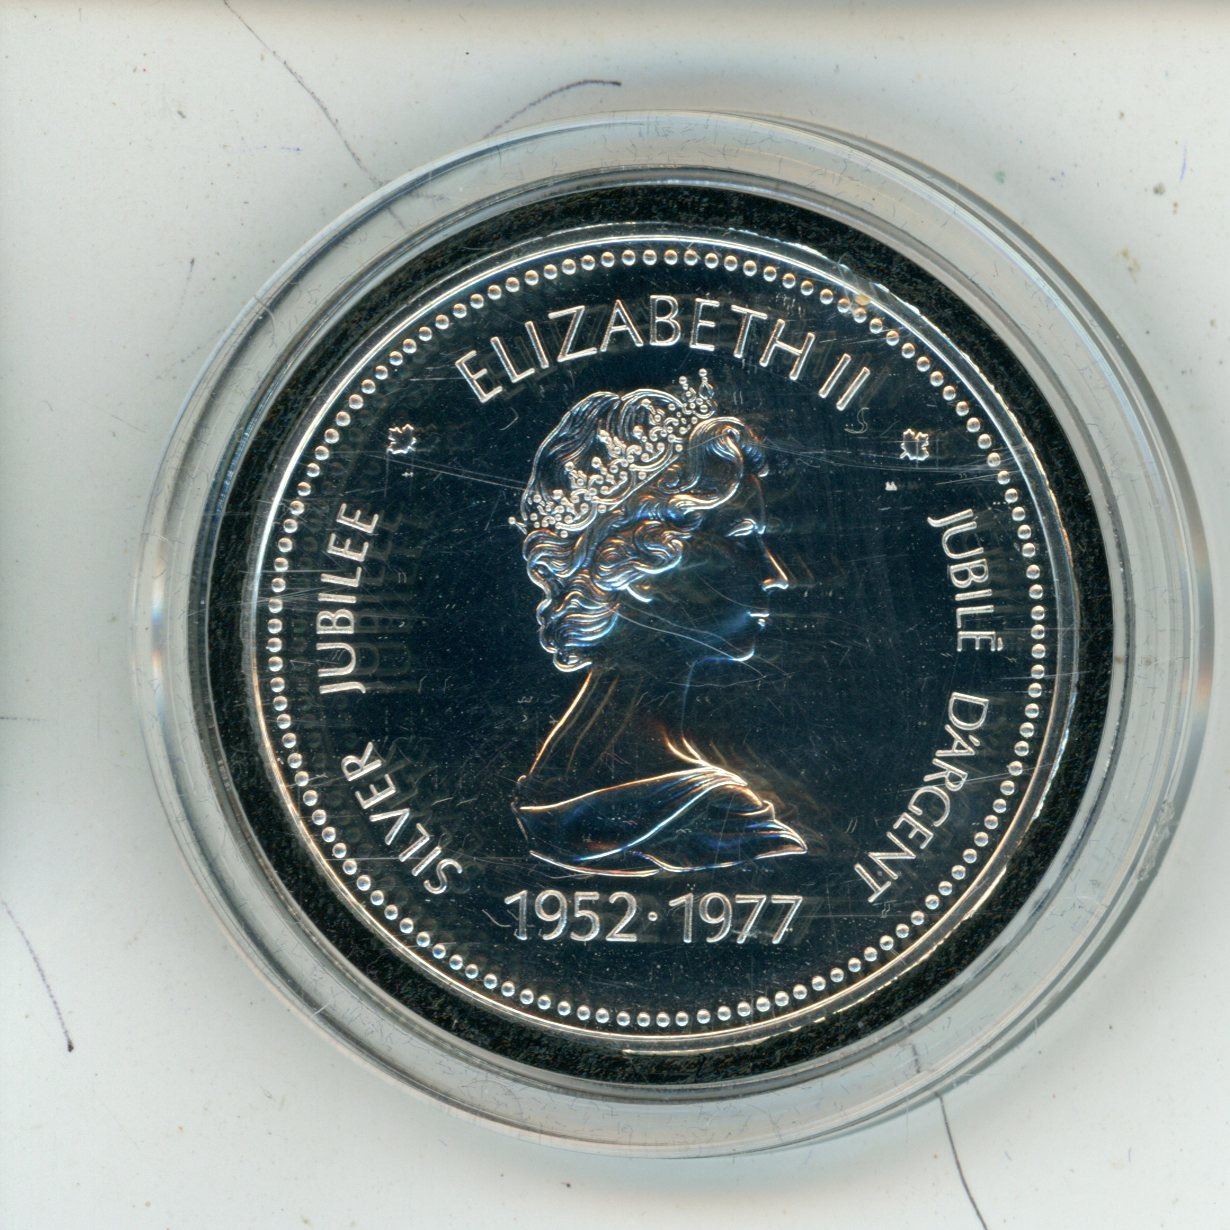 ELIZABETH II
SILVER JUBILEE
JUBILÉ D'ARGENT
1952·1977